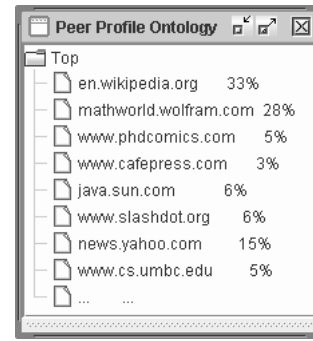 Peer Profile Ontology
Top
en.wikipedia.org 33%
mathworld.wolfram.com 28%
www.phdcomics.com 5%
www.cafepress.com 3%
java.sun.com 6%
www.slashdot.org 6%
news.yahoo.com 15%
www.cs.umbc.edu 5%
... ...